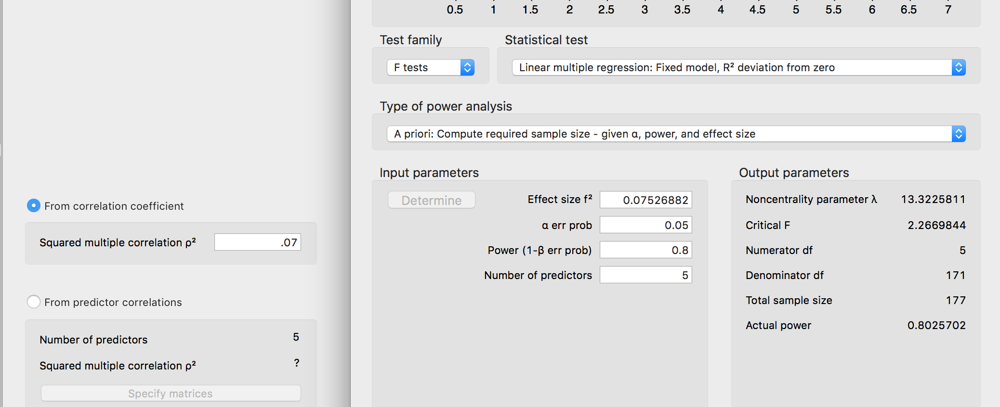 0.5 1 1.5 2 2.5 3 3.5 4 4.5 5 5.5 6 6.5 7
Test family
Statistical test
F tests
Linear multiple regression: Fixed model, R² deviation from zero
Type of power analysis
A priori: Compute required sample size - given α, power, and effect size
Input parameters
Output parameters
Determine
Effect size f² 0.07526882
α err prob 0.05
Power (1-β err prob) 0.8
Number of predictors 5
Noncentrality parameter λ 13.3225811
Critical F 2.2669844
Numerator df 5
Denominator df 171
Total sample size 177
Actual power 0.8025702
From correlation coefficient
Squared multiple correlation ρ² .07
From predictor correlations
Number of predictors 5
Squared multiple correlation ρ² ?
Specify matrices